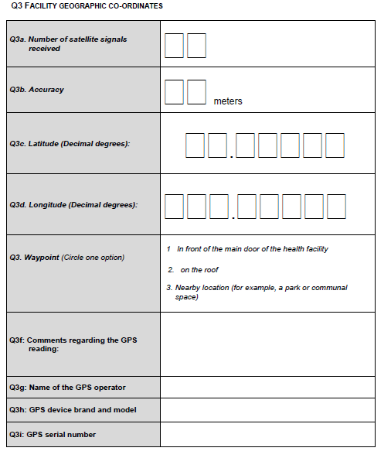 Q3 FACILITY GEOGRAPHIC CO-ORDINATES
Q3a. Number of satellite signals
received
Q3b. Accuracy
meters
Q3c. Latitude (Decimal degrees):
.
Q3d. Longitude (Decimal degrees):
.
Q3. Waypoint (Circle one option)
1 In front of the main door of the health facility
2. on the roof
3. Nearby location (for example, a park or communal
space)
Q3f: Comments regarding the GPS
reading:
Q3g: Name of the GPS operator
Q3h: GPS device brand and model
Q3i: GPS serial number